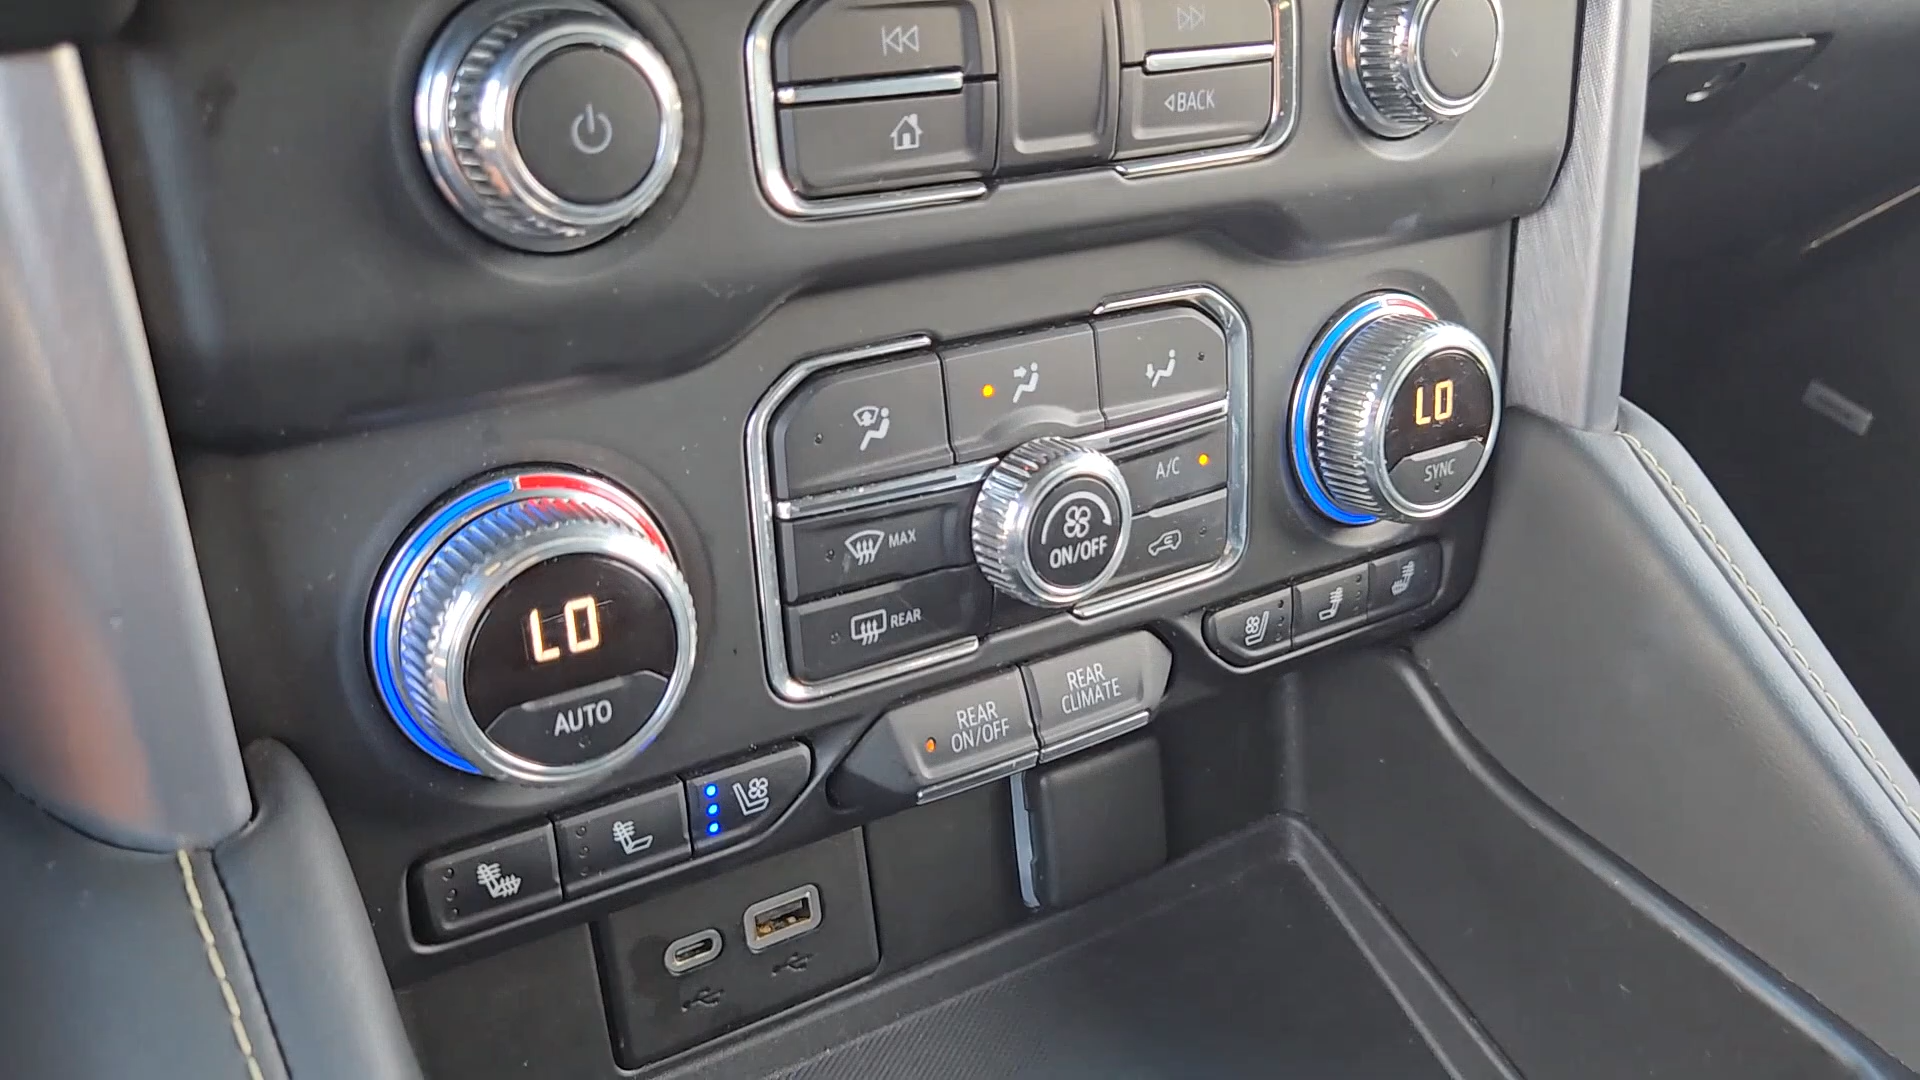 BACK
LO
SYNC
A/C
MAX
ON/OFF
LO
REAR
AUTO
REAR
ON/OFF
REAR
CLIMATE